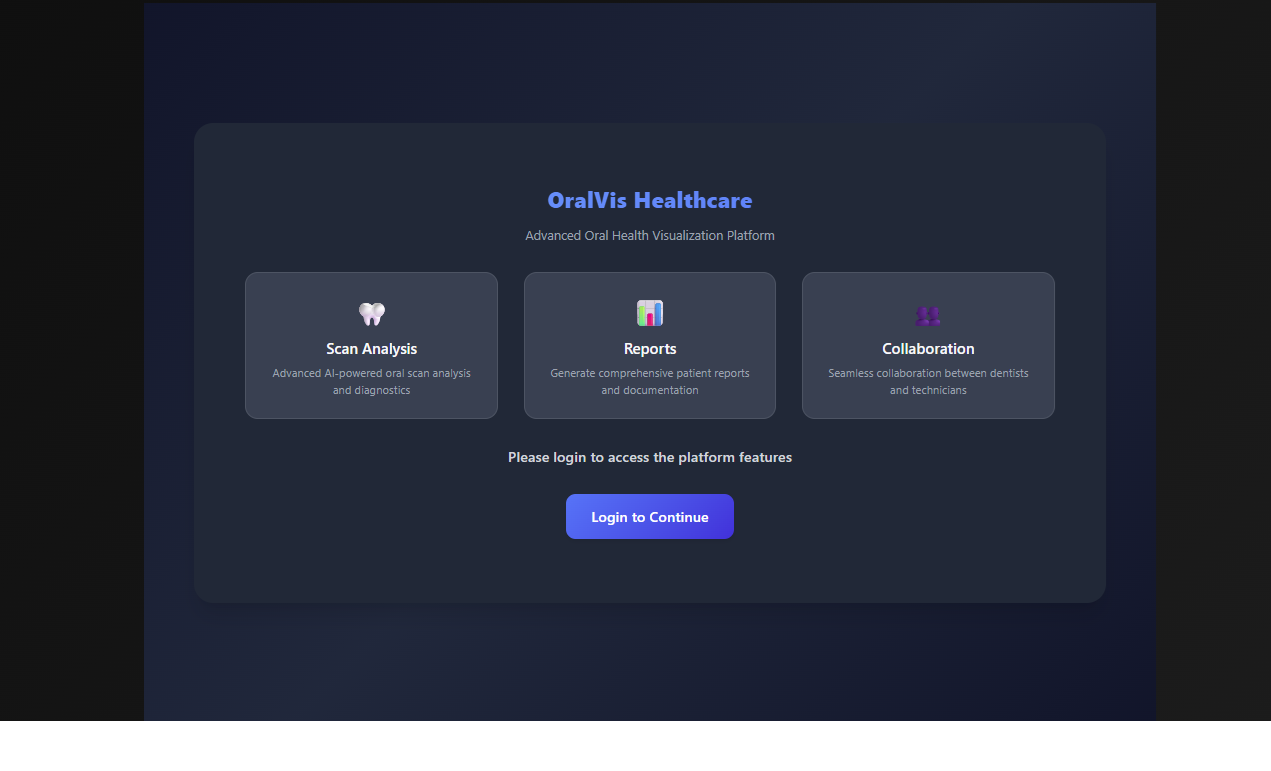 OralVis Healthcare
Advanced Oral Health Visualization Platform
Scan Analysis
Advanced AI-powered oral scan analysis
and diagnostics
Reports
Generate comprehensive patient reports
and documentation
Collaboration
Seamless collaboration between dentists
and technicians
Please login to access the platform features
Login to Continue